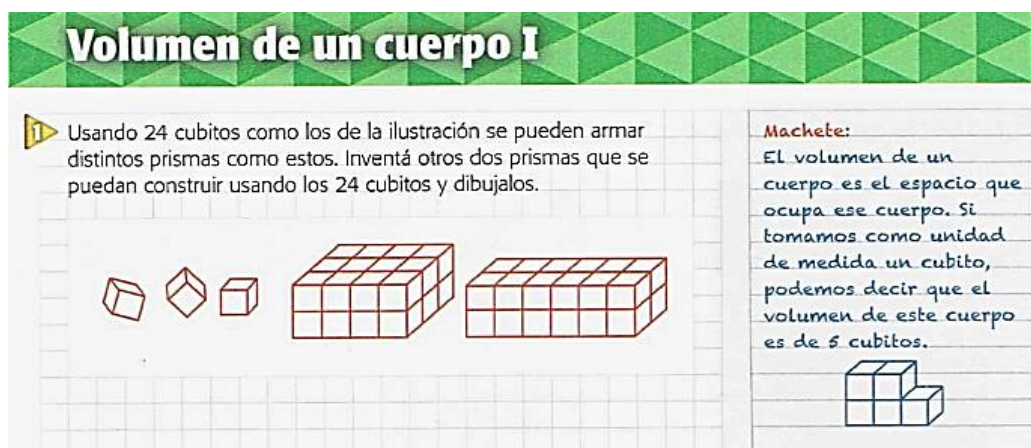 Volumen de un cuerpo I
1
Usando 24 cubitos como los de la ilustración se pueden armar
distintos prismas como estos. Inventá otros dos prismas que se
puedan construir usando los 24 cubitos y dibujalos.
Machete:
El volumen de un
cuerpo es el espacio que
ocupa ese cuerpo. Si
tomamos como unidad
de medida un cubito,
podemos decir que el
volumen de este cuerpo
es de 5 cubitos.